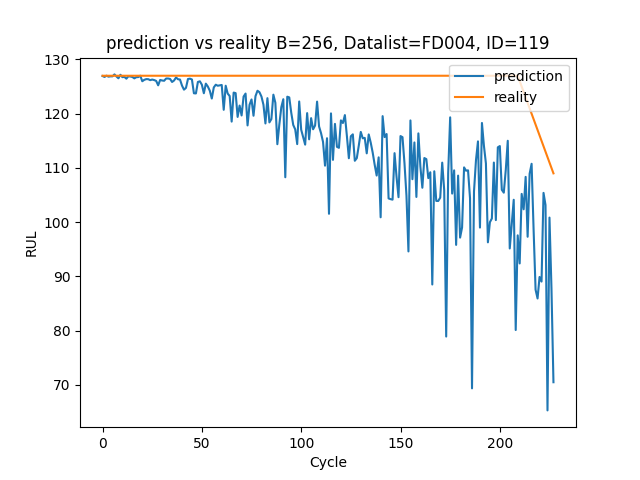 prediction vs reality B=256, Datalist=FD004, ID=119
130
120
110
100
90
80
70
RUL
0
50
100
150
200
Cycle
prediction
reality